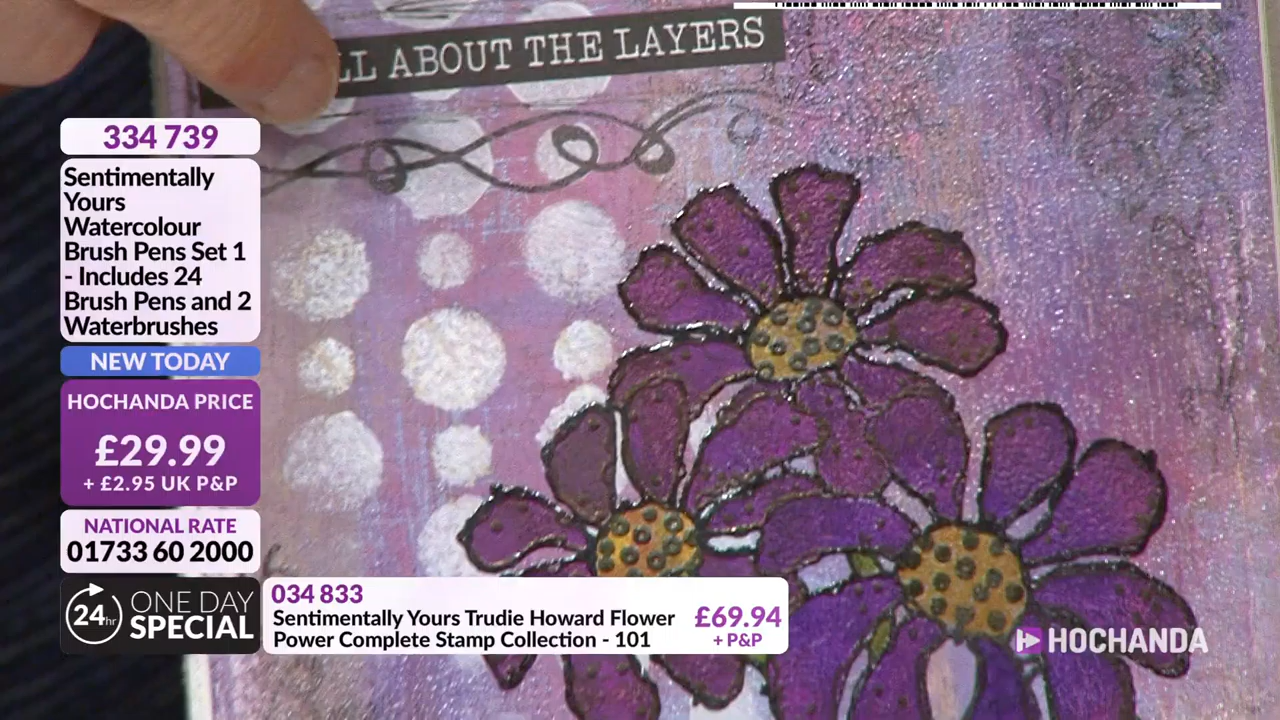 LL ABOUT THE LAYERS
334 739
Sentimentally
Yours
Watercolour
Brush Pens Set 1
- Includes 24
Brush Pens and 2
Waterbrushes
NEW TODAY
HOCHANDA PRICE
£29.99
+ £2.95 UK P&P
NATIONAL RATE
01733 60 2000
24hr ONE DAY
SPECIAL
034 833
Sentimentally Yours Trudie Howard Flower
Power Complete Stamp Collection - 101
£69.94
+ P&P
HOCHANDA